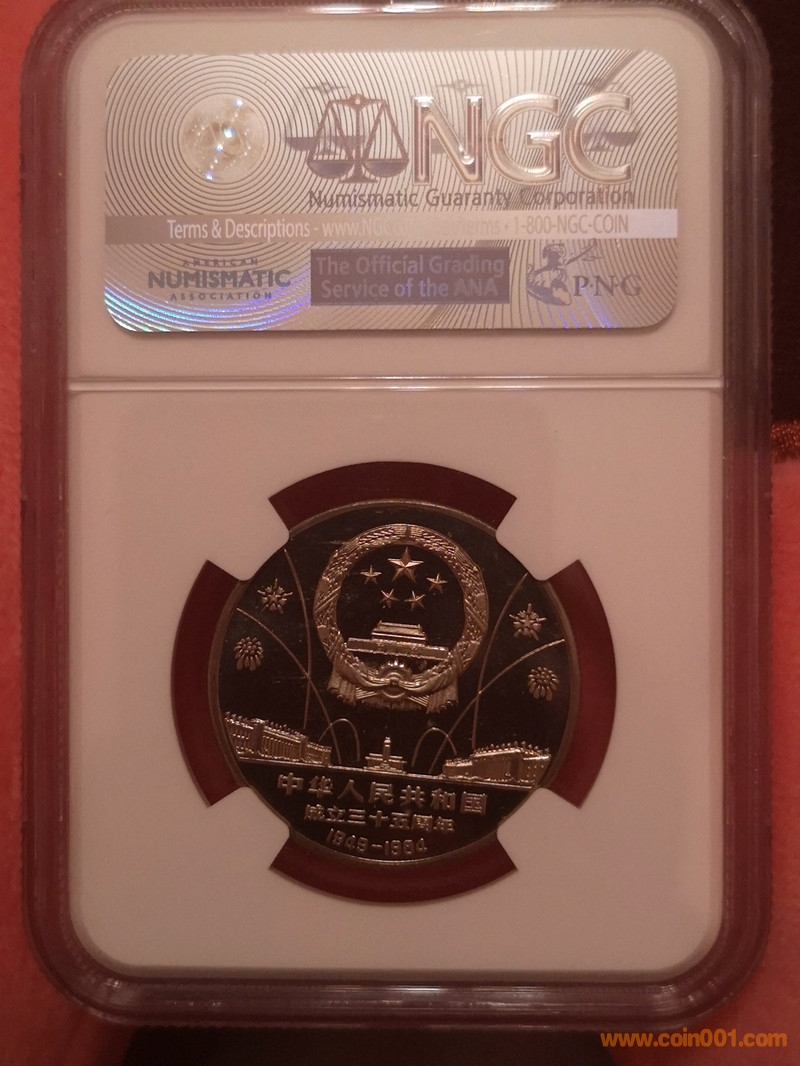 NGC
Numismatic Guaranty Corporation
Terms & Descriptions - www.NGC /Terms • 1-800-NGC-COIN
AMERICAN
NUMISMATIC
ASSOCIATION
The Official Grading
Service of the ANA
PNG
中华人民共和国
成立三十五周年
1949-1984
www.coin001.com